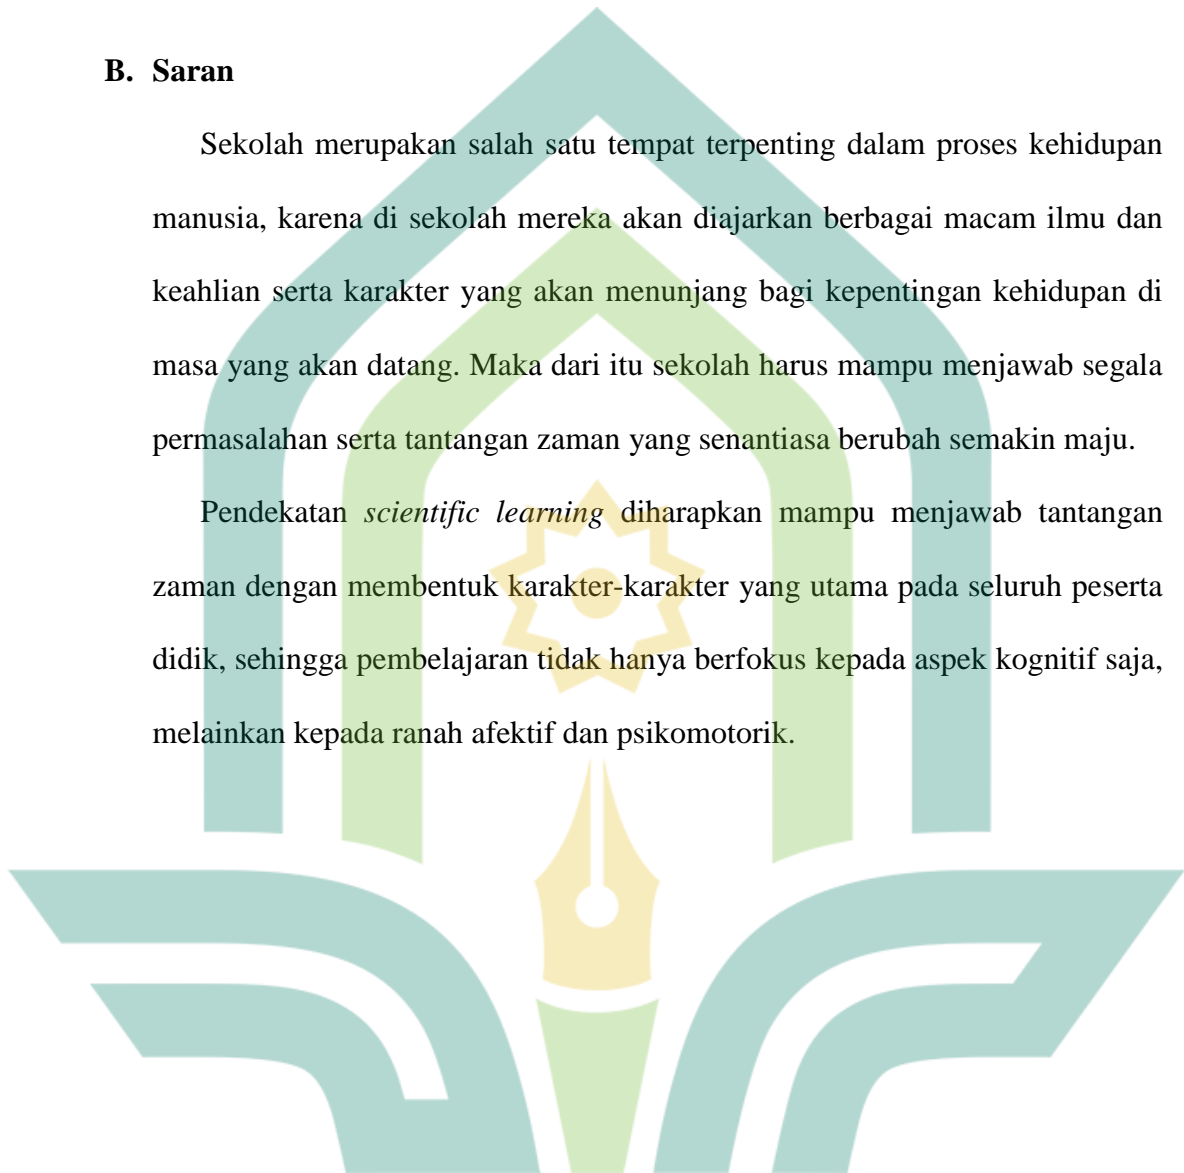 B. Saran
Sekolah merupakan salah satu tempat terpenting dalam proses kehidupan
manusia, karena di sekolah mereka akan diajarkan berbagai macam ilmu dan
keahlian serta karakter yang akan menunjang bagi kepentingan kehidupan di
masa yang akan datang. Maka dari itu sekolah harus mampu menjawab segala
permasalahan serta tantangan zaman yang senantiasa berubah semakin maju.
Pendekatan scientific learning diharapkan mampu menjawab tantangan
zaman dengan membentuk karakter-karakter yang utama pada seluruh peserta
didik, sehingga pembelajaran tidak hanya berfokus kepada aspek kognitif saja,
melainkan kepada ranah afektif dan psikomotorik.